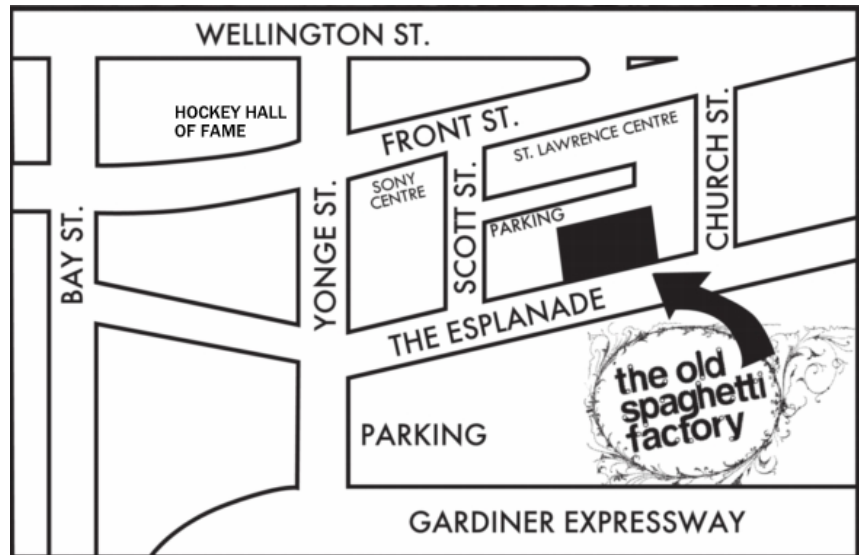 WELLINGTON ST.
HOCKEY HALL
OF FAME
FRONT ST.
ST. LAWRENCE CENTRE
CHURCH ST.
SONY
CENTRE
SCOTT ST.
YONGE ST.
BAY ST.
PARKING
THE ESPLANADE
the old
spaghetti
factory
PARKING
GARDINER EXPRESSWAY